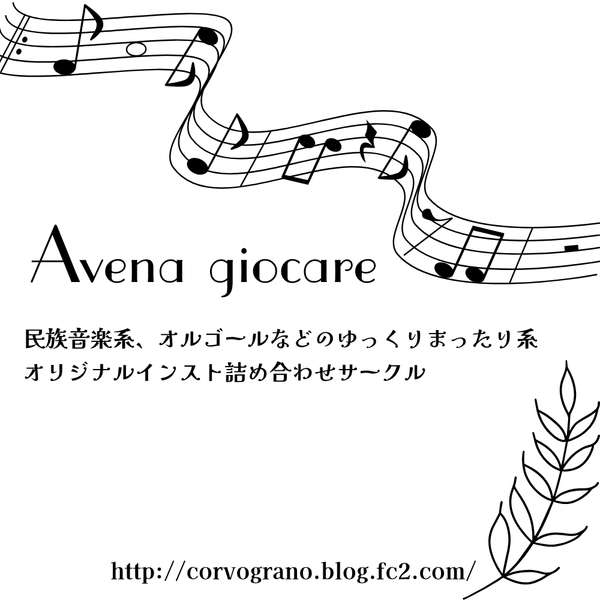 Avena giocare
民族音楽系、オルゴールなどのゆっくりまったり系
オリジナルインスト詰め合わせサークル
http://corvograno.blog.fc2.com/